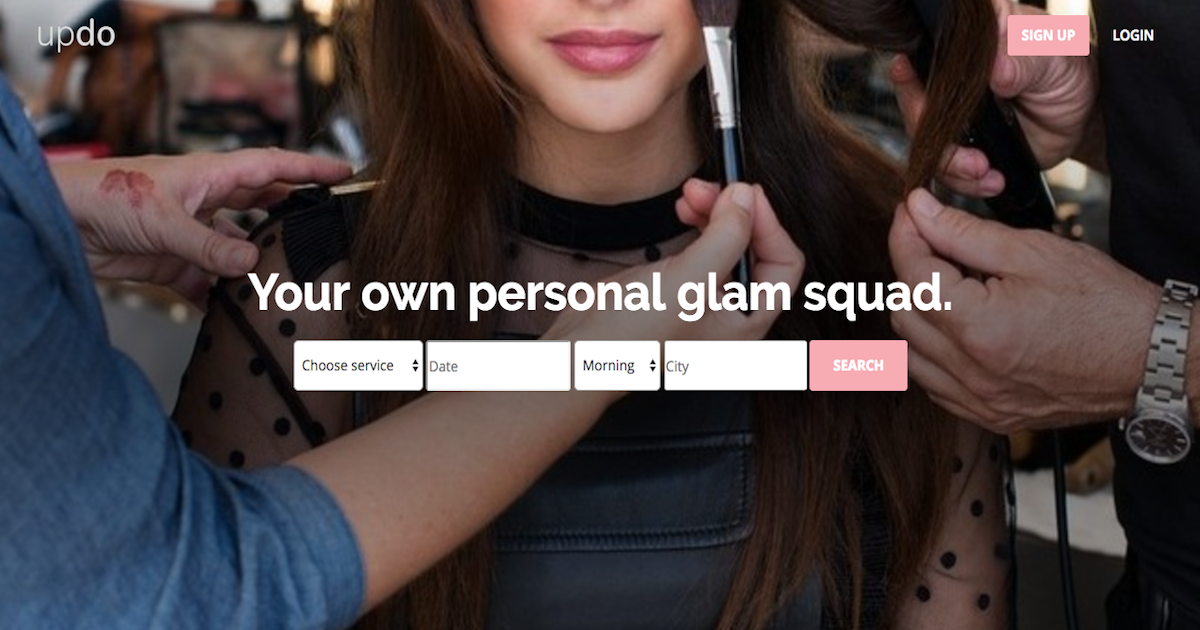 updo
SIGN UP
LOGIN
Your own personal glam squad.
Choose service
Date
Morning
City
SEARCH